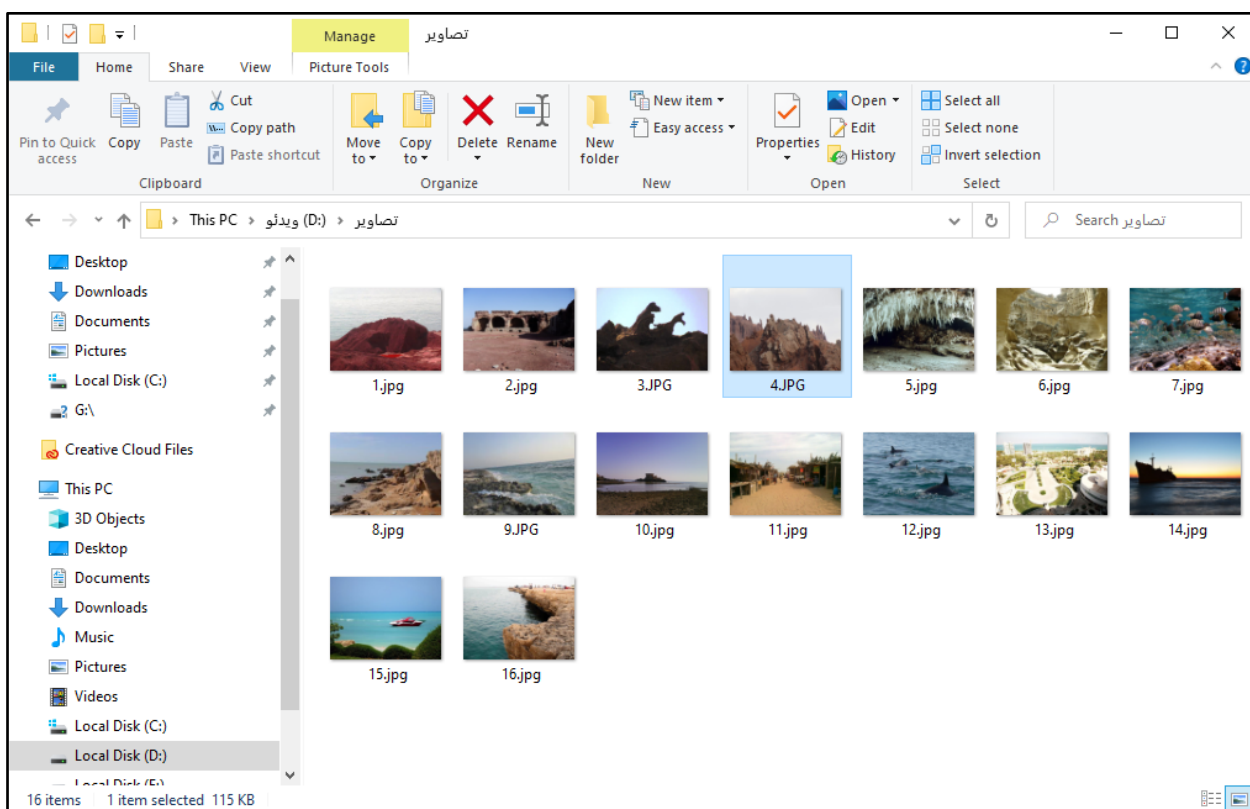 Manage تصاویر
File Home Share View Picture Tools
Pin to Quick access
Copy
Paste
Cut
Copy path
Paste shortcut
Clipboard
Move to
Copy to
Delete
Rename
Organize
New folder
New item
Easy access
New
Properties
Open
Edit
History
Open
Select all
Select none
Invert selection
Select
This PC > ویدئو (D:) > تصاویر
Search تصاویر
Desktop
Downloads
Documents
Pictures
Local Disk (C:)
G:\
Creative Cloud Files
This PC
3D Objects
Desktop
Documents
Downloads
Music
Pictures
Videos
Local Disk (C:)
Local Disk (D:)
1.jpg 2.jpg 3.JPG 4.JPG 5.jpg 6.jpg 7.jpg
8.jpg 9.JPG 10.jpg 11.jpg 12.jpg 13.jpg 14.jpg
15.jpg 16.jpg
16 items 1 item selected 115 KB